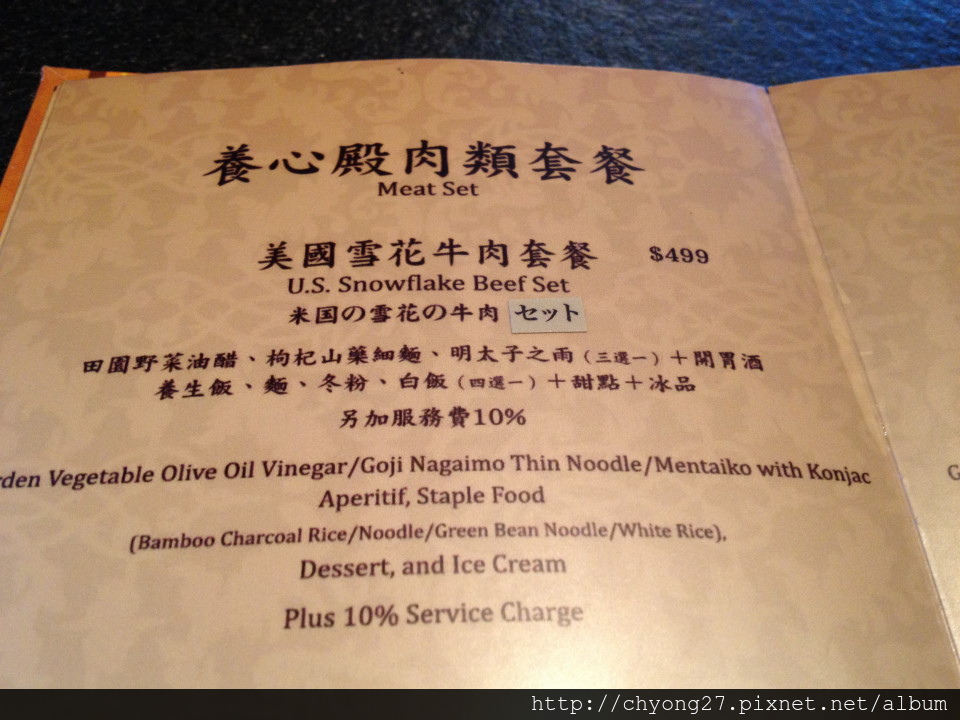 養心殿肉類套餐
Meat Set
美國雪花牛肉套餐 $499
U.S. Snowflake Beef Set
米国の雪花の牛肉 セット
田園野菜油醋、枸杞山藥細麵、明太子之雨（三選一）＋開胃酒
養生飯、麵、冬粉、白飯（四選一）＋甜點＋冰品
另加服務費10%
rden Vegetable Olive Oil Vinegar/Goji Nagaimo Thin Noodle/Mentaiko with Konjac
Aperitif, Staple Food
(Bamboo Charcoal Rice/Noodle/Green Bean Noodle/White Rice),
Dessert, and Ice Cream
Plus 10% Service Charge
G
http://chyong27.pixnet.net/album